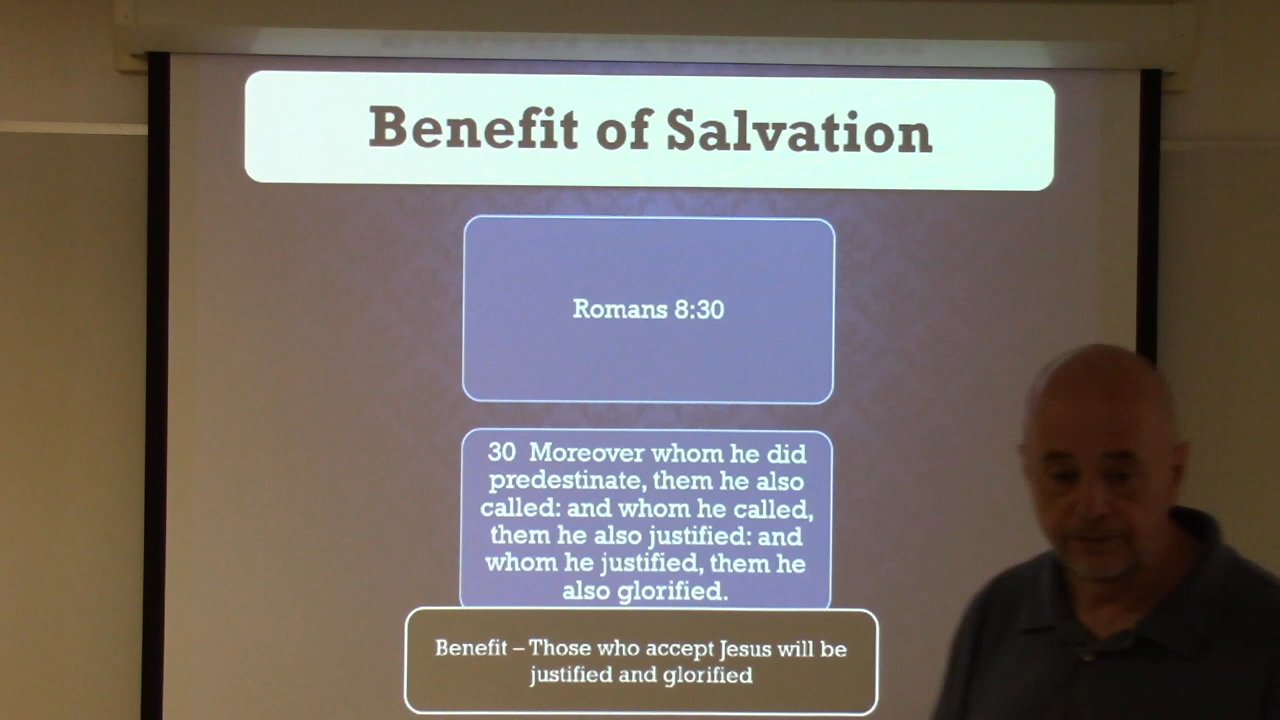 Benefit of Salvation
Romans 8:30
30  Moreover whom he did
predestinate, them he also
called: and whom he called,
them he also justified: and
whom he justified, them he
also glorified.
Benefit – Those who accept Jesus will be
justified and glorified